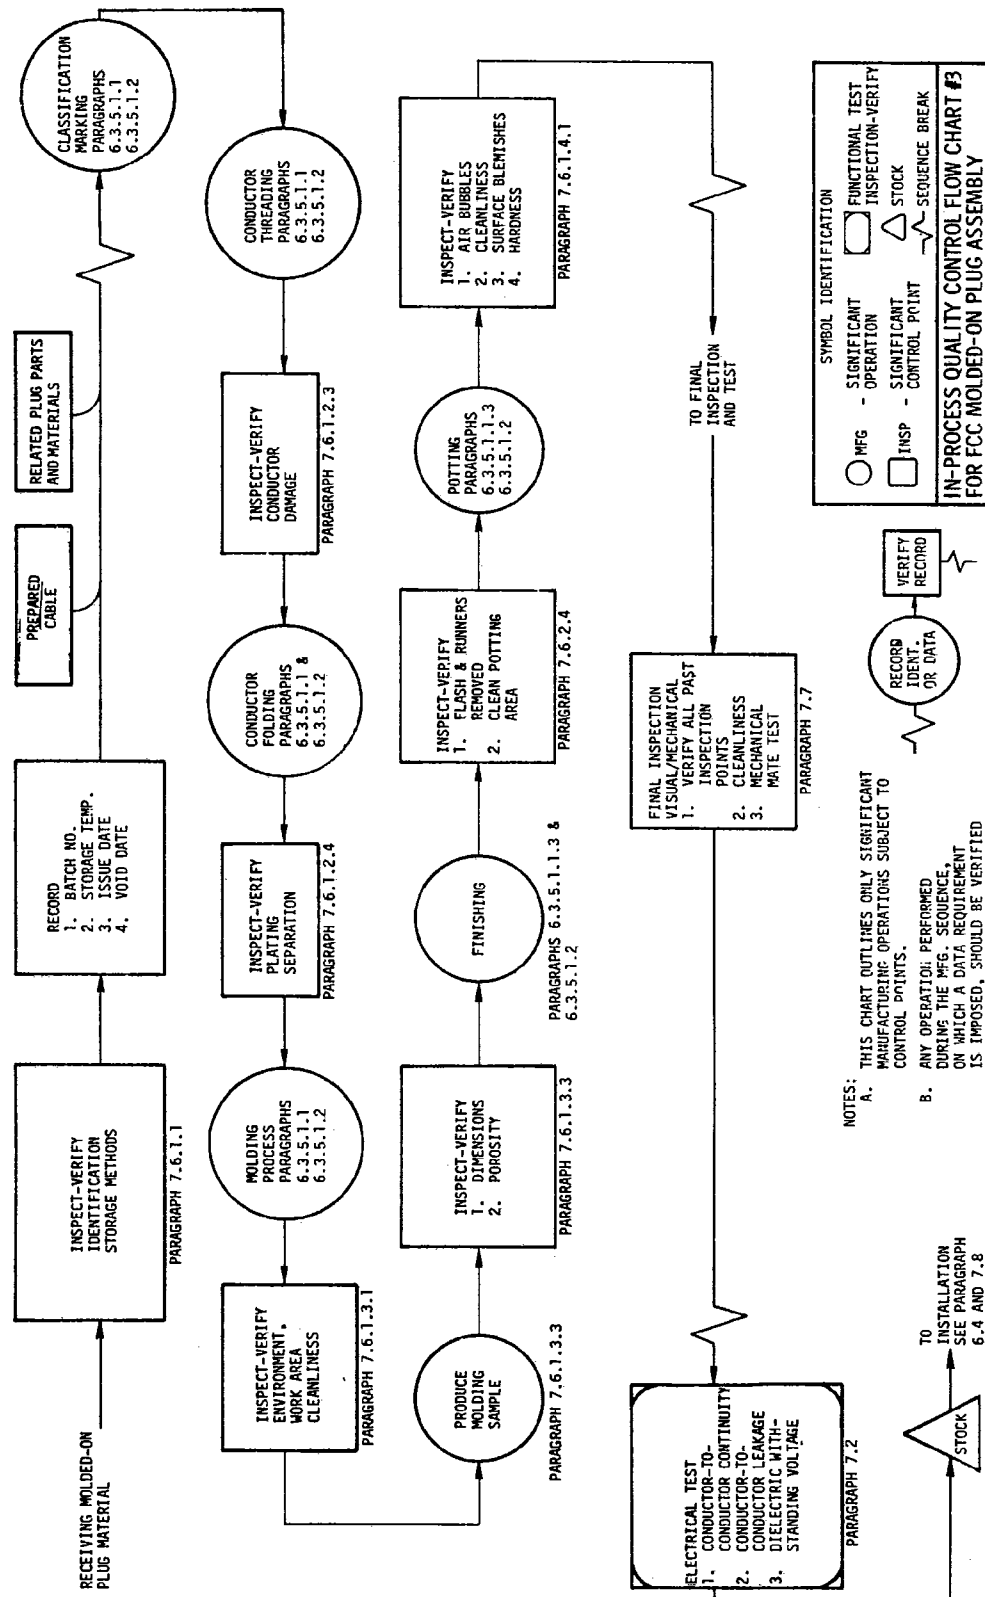 RECEIVING MOLDED-ON
PLUG MATERIAL
INSPECT-VERIFY
IDENTIFICATION
STORAGE METHODS
PARAGRAPH 7.6.1.1
RECORD
1. BATCH NO.
2. STORAGE TEMP.
3. ISSUE DATE
4. VOID DATE
PREPARED
CABLE
RELATED PLUG PARTS
AND MATERIALS
CLASSIFICATION
MARKING
PARAGRAPHS
6.3.5.1.1
6.3.5.1.2
CONDUCTOR
THREADING
PARAGRAPHS
6.3.5.1.1
6.3.5.1.2
INSPECT-VERIFY
CONDUCTOR
DAMAGE
PARAGRAPH 7.6.1.2.3
CONDUCTOR
FOLDING
PARAGRAPHS
6.3.5.1.1 &
6.3.5.1.2
INSPECT-VERIFY
PLATING
SEPARATION
PARAGRAPH 7.6.1.2.4
MOLDING
PROCESS
PARAGRAPHS
6.3.5.1.1
6.3.5.1.2
INSPECT-VERIFY
ENVIRONMENT,
WORK AREA
CLEANLINESS
PARAGRAPH 7.6.1.3.1
PRODUCE
MOLDING
SAMPLE
PARAGRAPH 7.6.1.3.3
INSPECT-VERIFY
1. DIMENSIONS
2. POROSITY
PARAGRAPH 7.6.1.3.3
FINISHING
PARAGRAPHS 6.3.5.1.1.3 &
6.3.5.1.2
INSPECT-VERIFY
1. FLASH & RUNNERS
REMOVED
2. CLEAN POTTING
AREA
PARAGRAPH 7.6.2.4
POTTING
PARAGRAPHS
6.3.5.1.1.3
6.3.5.1.2
INSPECT-VERIFY
1. AIR BUBBLES
2. CLEANLINESS
3. SURFACE BLEMISHES
4. HARDNESS
PARAGRAPH 7.6.1.4.1
TO FINAL
INSPECTION
AND TEST
FINAL INSPECTION
VISUAL/MECHANICAL
1. VERIFY ALL PAST
INSPECTION
POINTS
2. CLEANLINESS
3. MECHANICAL
MATE TEST
PARAGRAPH 7.7
ELECTRICAL TEST
1. CONDUCTOR-TO-
CONDUCTOR CONTINUITY
2. CONDUCTOR-TO-
CONDUCTOR LEAKAGE
3. DIELECTRIC WITH-
STANDING VOLTAGE
PARAGRAPH 7.2
STOCK
TO
INSTALLATION
SEE PARAGRAPH
6.4 AND 7.8
NOTES:
A. THIS CHART OUTLINES ONLY SIGNIFICANT
MANUFACTURING OPERATIONS SUBJECT TO
CONTROL POINTS.
B. ANY OPERATION PERFORMED
DURING THE MFG. SEQUENCE,
ON WHICH A DATA REQUIREMENT
IS IMPOSED, SHOULD BE VERIFIED
RECORD
IDENT.
OR DATA
VERIFY
RECORD
SYMBOL IDENTIFICATION
MFG - SIGNIFICANT
OPERATION
FUNCTIONAL TEST
INSPECTION-VERIFY
INSP - SIGNIFICANT
CONTROL POINT
STOCK
SEQUENCE BREAK
IN-PROCESS QUALITY CONTROL FLOW CHART #3
FOR FCC MOLDED-ON PLUG ASSEMBLY